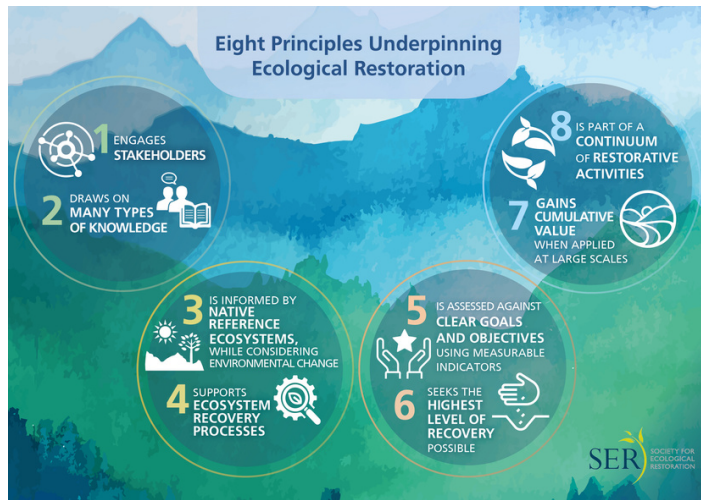 Eight Principles Underpinning
Ecological Restoration
1 ENGAGES
STAKEHOLDERS
2 DRAWS ON
MANY TYPES
OF KNOWLEDGE
3 IS INFORMED BY
NATIVE
REFERENCE
ECOSYSTEMS,
WHILE CONSIDERING
ENVIRONMENTAL CHANGE
4 SUPPORTS
ECOSYSTEM
RECOVERY
PROCESSES
5 IS ASSESSED AGAINST
CLEAR GOALS
AND OBJECTIVES
USING MEASURABLE
INDICATORS
6 SEEKS THE
HIGHEST
LEVEL OF
RECOVERY
POSSIBLE
8 IS PART OF A
CONTINUUM
OF RESTORATIVE
ACTIVITIES
7 GAINS
CUMULATIVE
VALUE
WHEN APPLIED
AT LARGE SCALES
SER
SOCIETY FOR
ECOLOGICAL
RESTORATION